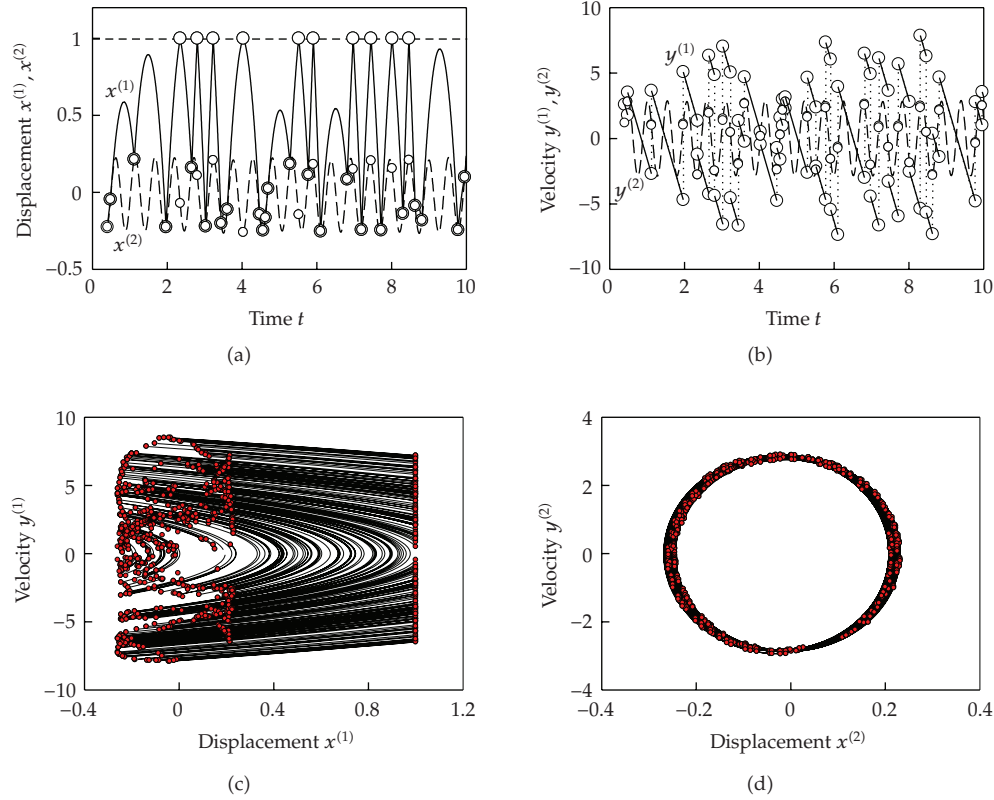 1
0.5
0
−0.5
0 2 4 6 8 10
Displacement x⁽¹⁾, x⁽²⁾
x⁽¹⁾
x⁽²⁾
Time t
(a)
10
5
0
−5
−10
0 2 4 6 8 10
Velocity y⁽¹⁾, y⁽²⁾
y⁽¹⁾
y⁽²⁾
Time t
(b)
10
5
0
−5
−10
−0.4 0 0.4 0.8 1.2
Velocity y⁽¹⁾
Displacement x⁽¹⁾
(c)
4
2
0
−2
−4
−0.4 −0.2 0 0.2 0.4
Velocity y⁽²⁾
Displacement x⁽²⁾
(d)